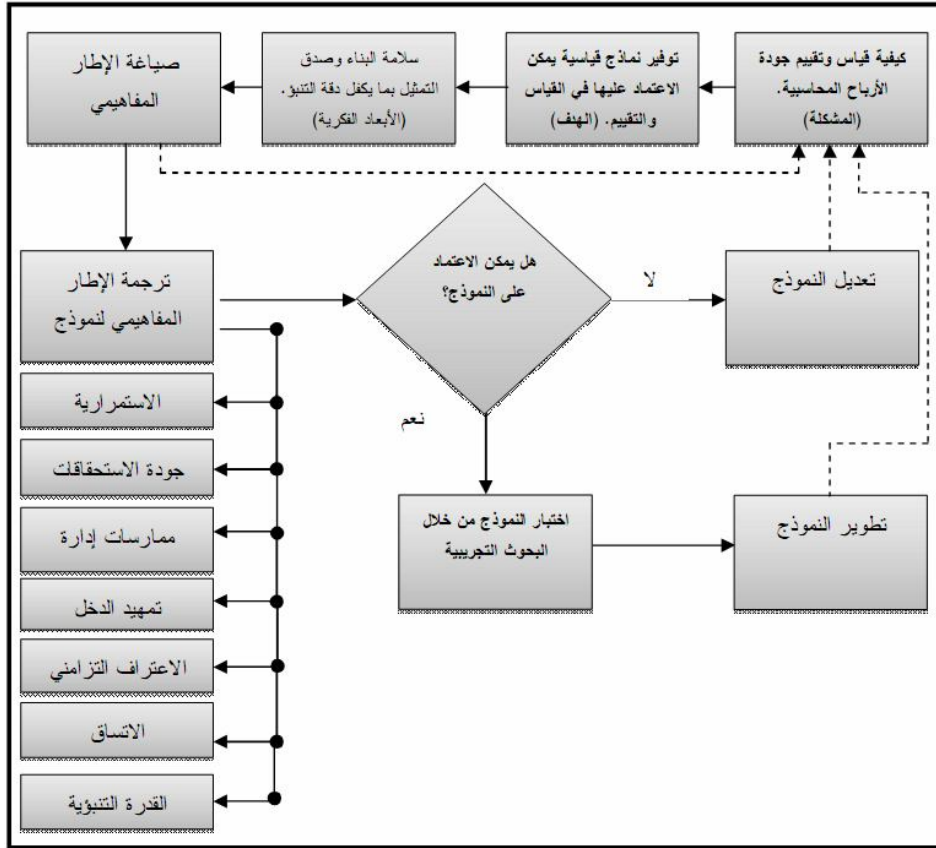 كيفية قياس وتقييم جودة
الأرباح المحاسبية.
(المشكلة)
توفير نماذج قياسية يمكن
الاعتماد عليها في القياس
والتقييم. (الهدف)
سلامة البناء وصدق
التمثيل بما يكفل دقة التنبؤ.
(الأبعاد الفكرية)
صياغة الإطار
المفاهيمي
ترجمة الإطار
المفاهيمي لنموذج
هل يمكن الاعتماد
على النموذج؟
لا
تعديل النموذج
نعم
اختبار النموذج من خلال
البحوث التجريبية
تطوير النموذج
الاستمرارية
جودة الاستحقاقات
ممارسات إدارة
تمهيد الدخل
الاعتراف التزامني
الاتساق
القدرة التنبؤية